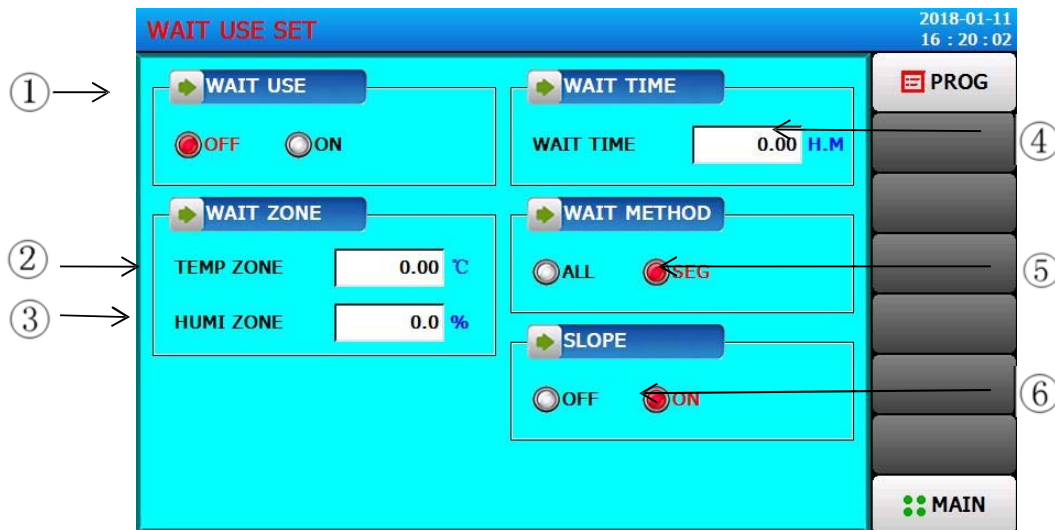 WAIT USE SET
2018-01-11
16 : 20 : 02
① WAIT USE
OFF ON
WAIT TIME
WAIT TIME 0.00 H.M ④
WAIT ZONE
② TEMP ZONE 0.00 ℃
③ HUMI ZONE 0.0 %
WAIT METHOD
ALL SEG ⑤
SLOPE
OFF ON ⑥
PROG
MAIN